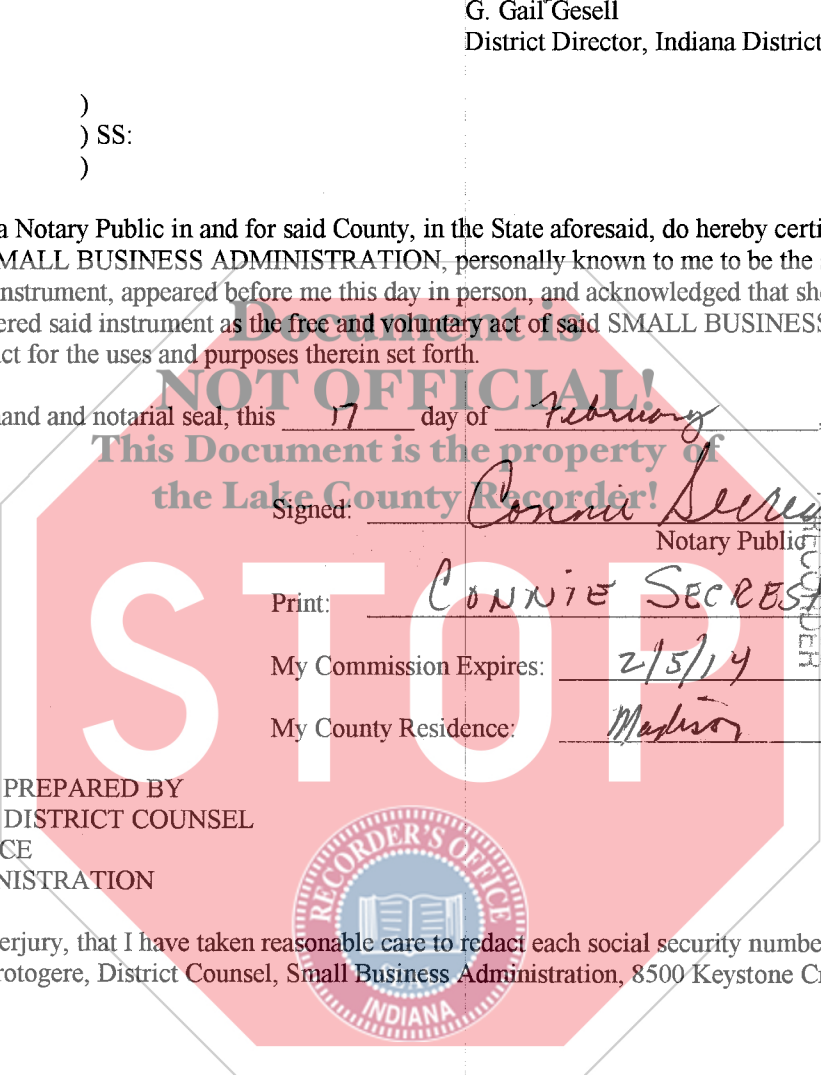 G. Gail Gesell
District Director, Indiana District
)
) SS:
)
a Notary Public in and for said County, in the State aforesaid, do hereby certi
MALL BUSINESS ADMINISTRATION, personally known to me to be the
nstrument, appeared before me this day in person, and acknowledged that sh
ered said instrument as the free and voluntary act of said SMALL BUSINESS
ct for the uses and purposes therein set forth.
Document is
NOT OFFICIAL!
This Document is the property of
the Lake County Recorder!
and and notarial seal, this 17 day of February
Signed: Connie Secres
Notary Public
Print: CONNIE SECREST
RECORDER
STOP
My Commission Expires: 2/5/14
My County Residence: Madison
PREPARED BY
DISTRICT COUNSEL
CE
NISTRATION
RECORDER'S OFFICE
SEAL
INDIANA
erjury, that I have taken reasonable care to redact each social security numbe
rotogere, District Counsel, Small Business Administration, 8500 Keystone C